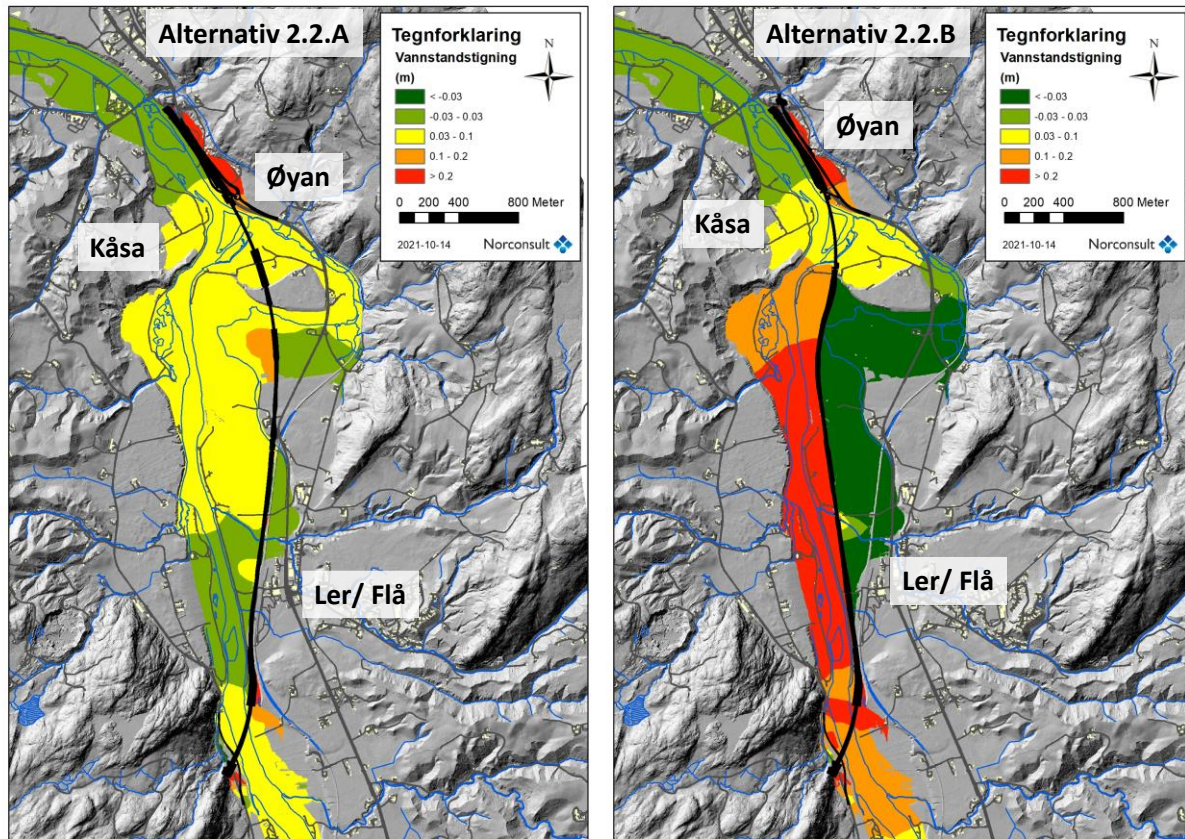 Alternativ 2.2.A
Tegnforklaring
Vannstandstigning
(m)
< -0.03
-0.03 - 0.03
0.03 - 0.1
0.1 - 0.2
> 0.2
0 200 400 800 Meter
2021-10-14 Norconsult
N
Øyan
Kåsa
Ler/ Flå
Alternativ 2.2.B
Tegnforklaring
Vannstandstigning
(m)
< -0.03
-0.03 - 0.03
0.03 - 0.1
0.1 - 0.2
> 0.2
0 200 400 800 Meter
2021-10-14 Norconsult
N
Øyan
Kåsa
Ler/ Flå